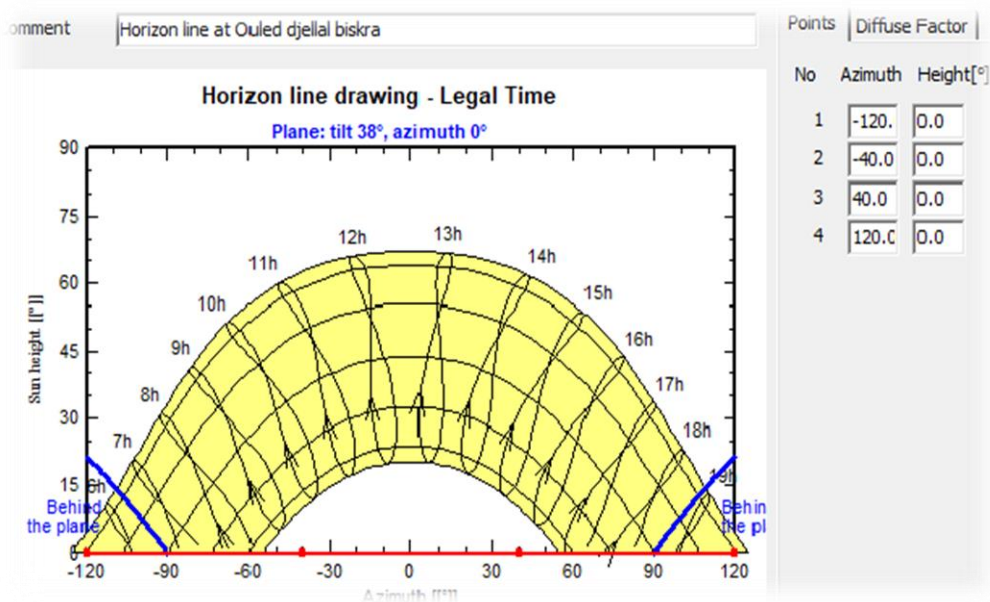 omment Horizon line at Ouled djellal biskra
Points Diffuse Factor
No Azimuth Height[°]
1 -120. 0.0
2 -40.0 0.0
3 40.0 0.0
4 120.0 0.0
Horizon line drawing - Legal Time
Plane: tilt 38°, azimuth 0°
90
75
60
45
30
15
0
Sun height [[°]]
6h
7h
8h
9h
10h
11h
12h
13h
14h
15h
16h
17h
18h
19h
Behind
the plane
Behin
the pl
-120 -90 -60 -30 0 30 60 90 120
Azimuth [[°]]